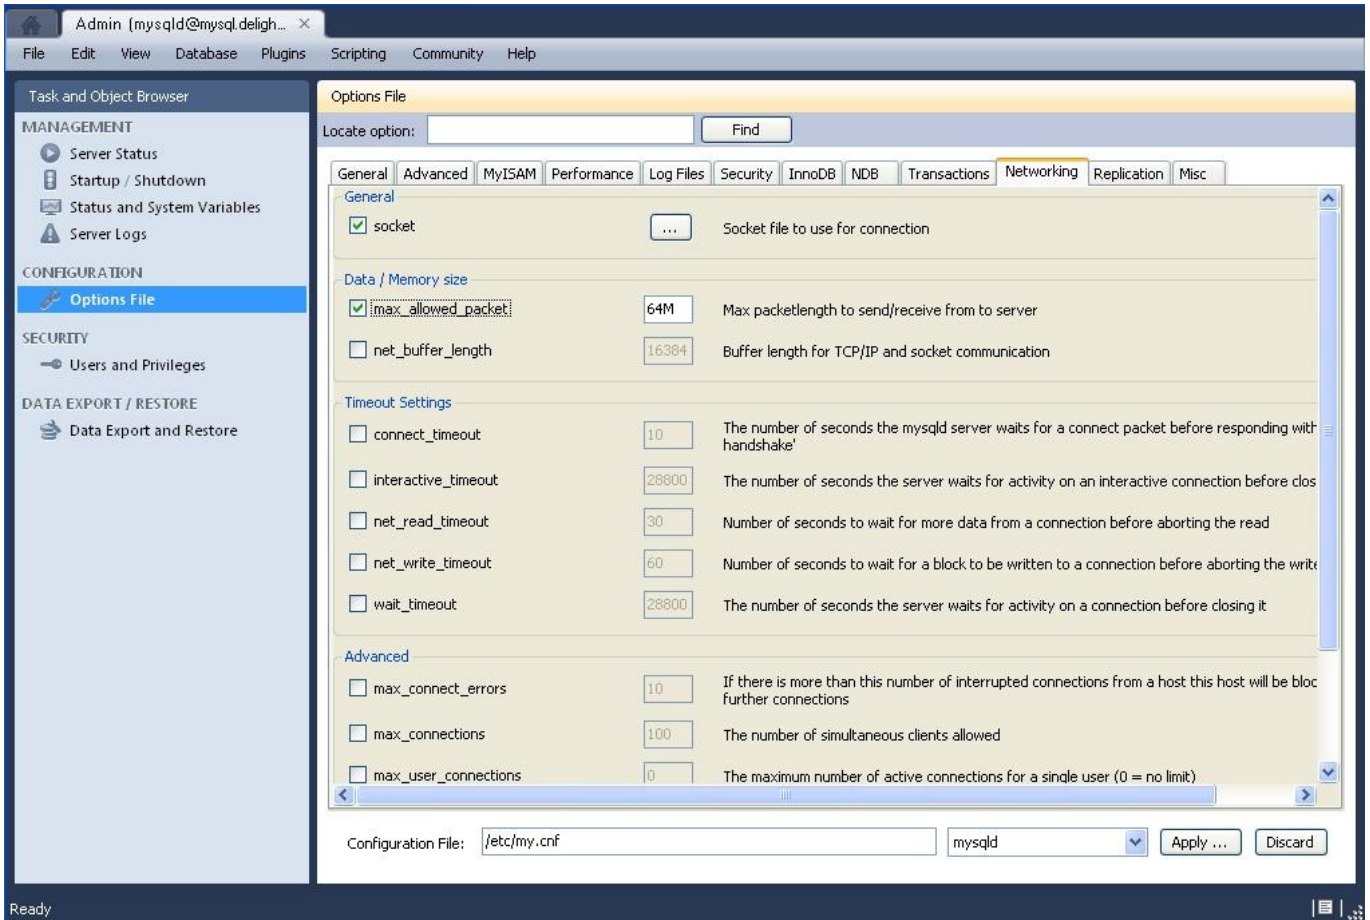 Admin (mysqld@mysql.deligh...
File Edit View Database Plugins Scripting Community Help
Task and Object Browser
MANAGEMENT
Server Status
Startup / Shutdown
Status and System Variables
Server Logs
CONFIGURATION
Options File
SECURITY
Users and Privileges
DATA EXPORT / RESTORE
Data Export and Restore
Options File
Locate option: Find
General Advanced MyISAM Performance Log Files Security InnoDB NDB Transactions Networking Replication Misc
General
socket ... Socket file to use for connection
Data / Memory size
max_allowed_packet 64M Max packetlength to send/receive from to server
net_buffer_length 16384 Buffer length for TCP/IP and socket communication
Timeout Settings
connect_timeout 10 The number of seconds the mysqld server waits for a connect packet before responding with
handshake'
interactive_timeout 28800 The number of seconds the server waits for activity on an interactive connection before clos
net_read_timeout 30 Number of seconds to wait for more data from a connection before aborting the read
net_write_timeout 60 Number of seconds to wait for a block to be written to a connection before aborting the write
wait_timeout 28800 The number of seconds the server waits for activity on a connection before closing it
Advanced
max_connect_errors 10 If there is more than this number of interrupted connections from a host this host will be bloc
further connections
max_connections 100 The number of simultaneous clients allowed
max_user_connections 0 The maximum number of active connections for a single user (0 = no limit)
Configuration File: /etc/my.cnf mysqld Apply ... Discard
Ready